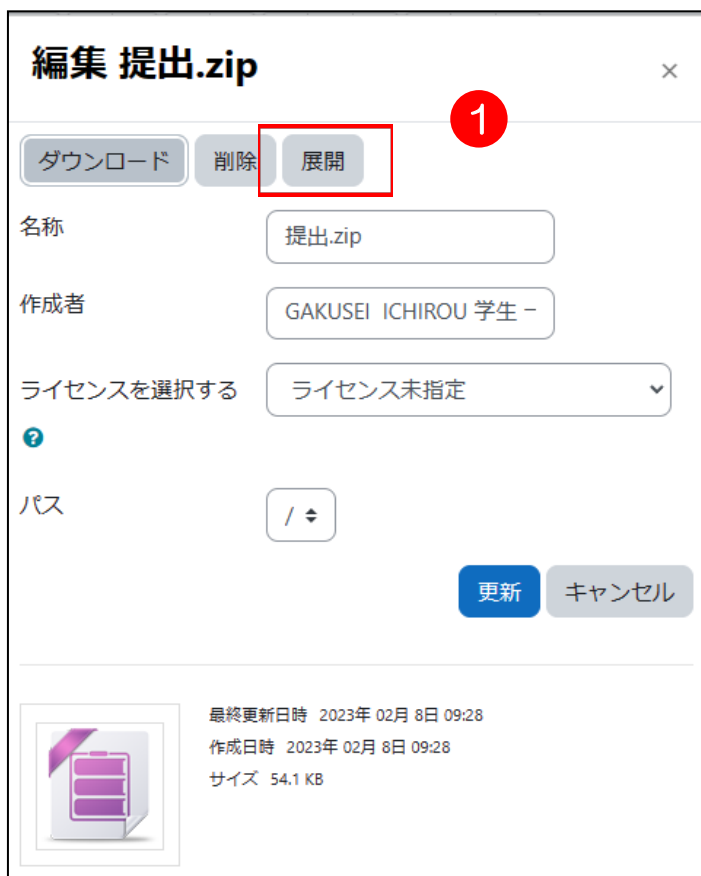 編集 提出.zip
×
1
ダウンロード 削除 展開
名称 提出.zip
作成者 GAKUSEI ICHIROU 学生 −
ライセンスを選択する ライセンス未指定
?
パス /
更新 キャンセル
最終更新日時 2023年 02月 8日 09:28
作成日時 2023年 02月 8日 09:28
サイズ 54.1 KB